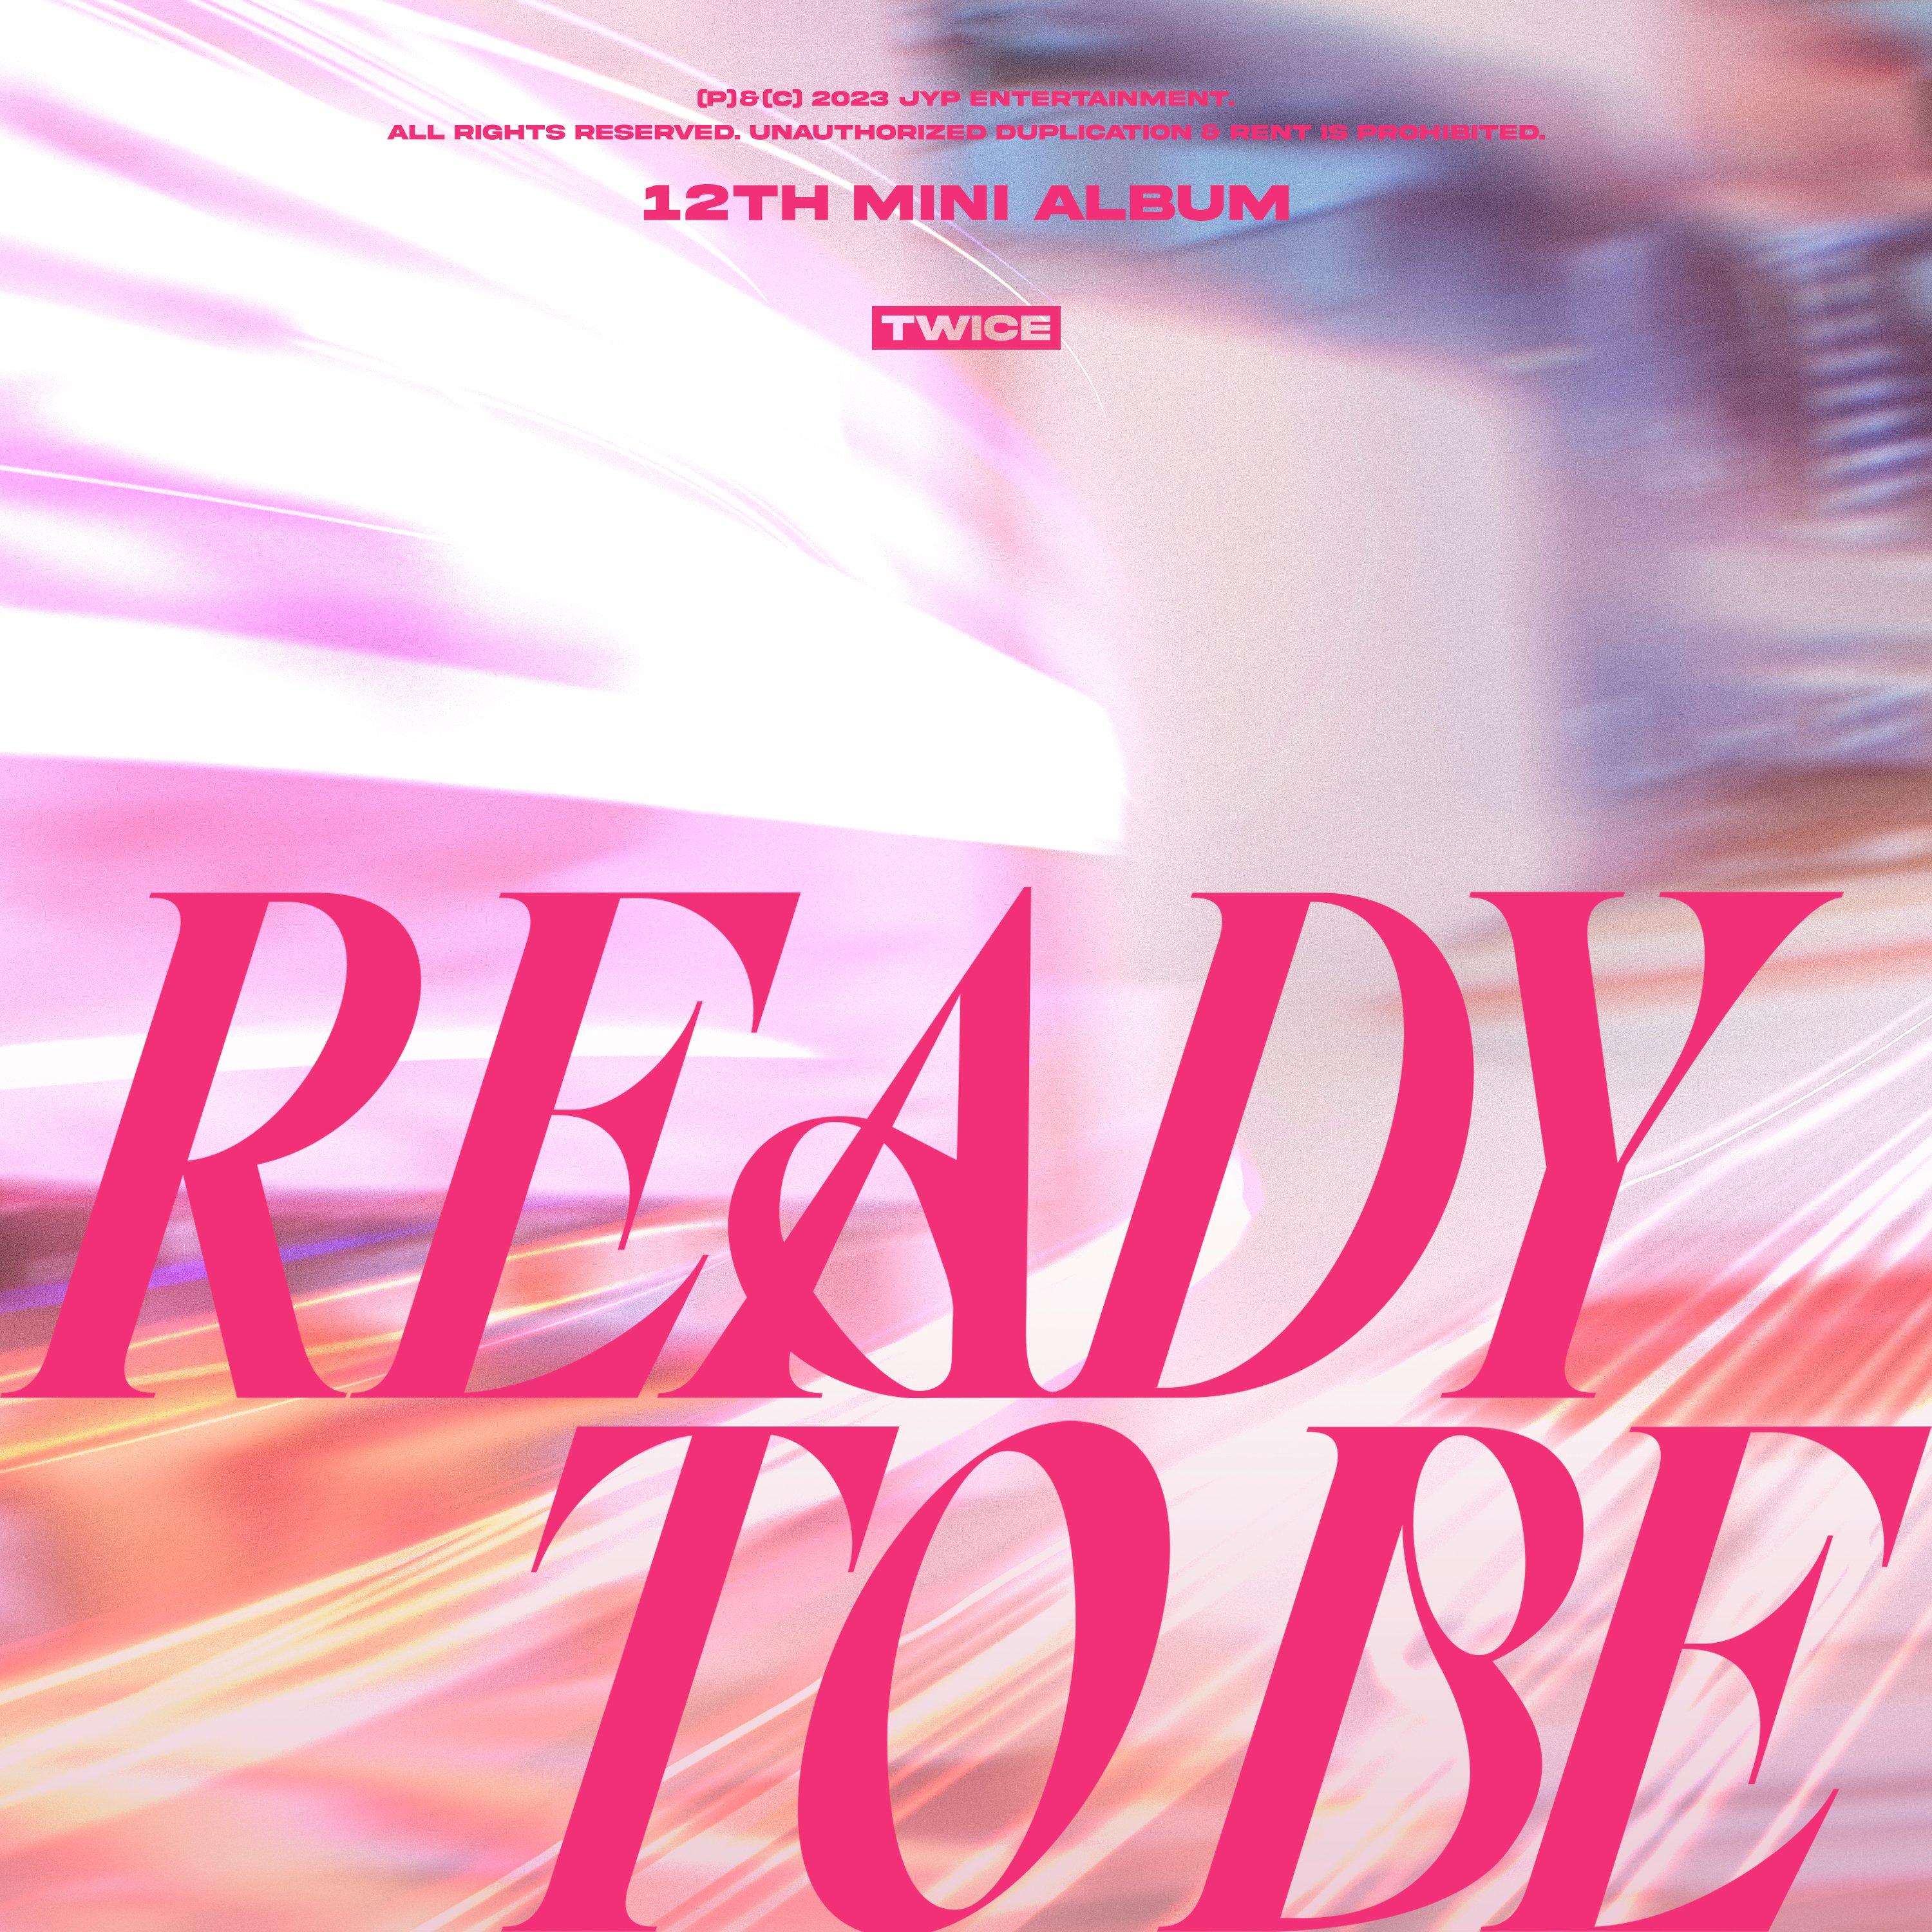 (P)&(C) 2023 JYP ENTERTAINMENT.
ALL RIGHTS RESERVED. UNAUTHORIZED DUPLICATION & RENT IS PROHIBITED.
12TH MINI ALBUM
TWICE
READY
TO BE